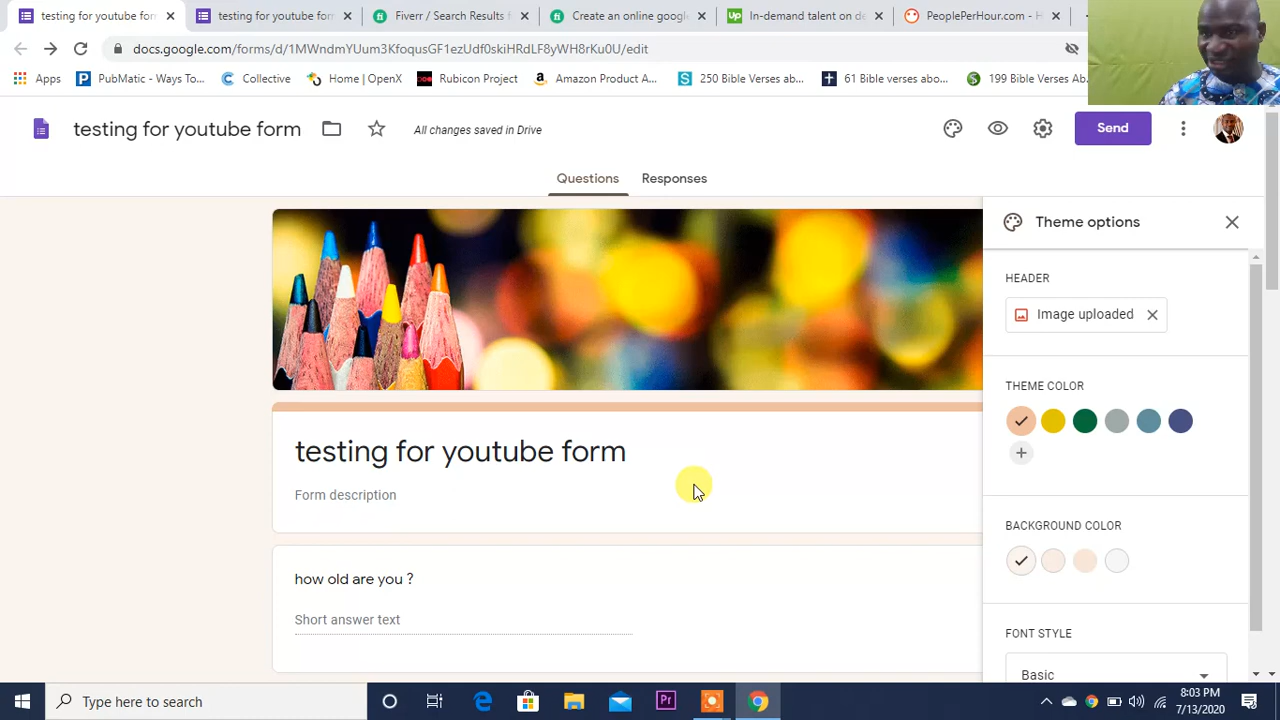 testing for youtube form
testing for youtube form
Fiverr / Search Results f
Create an online googl
In-demand talent on de
PeoplePerHour.com -
docs.google.com/forms/d/1MWndmYUum3KfoqusGF1ezUdf0skiHRdLF8yWH8rKu0U/edit
Apps
PubMatic - Ways To...
Collective
Home | OpenX
Rubicon Project
Amazon Product A...
250 Bible Verses ab...
61 Bible verses abo...
199 Bible Verses Ab
testing for youtube form
All changes saved in Drive
Send
Questions
Responses
Theme options
HEADER
Image uploaded
THEME COLOR
testing for youtube form
Form description
BACKGROUND COLOR
how old are you ?
Short answer text
FONT STYLE
Basic
Type here to search
8:03 PM
7/13/2020